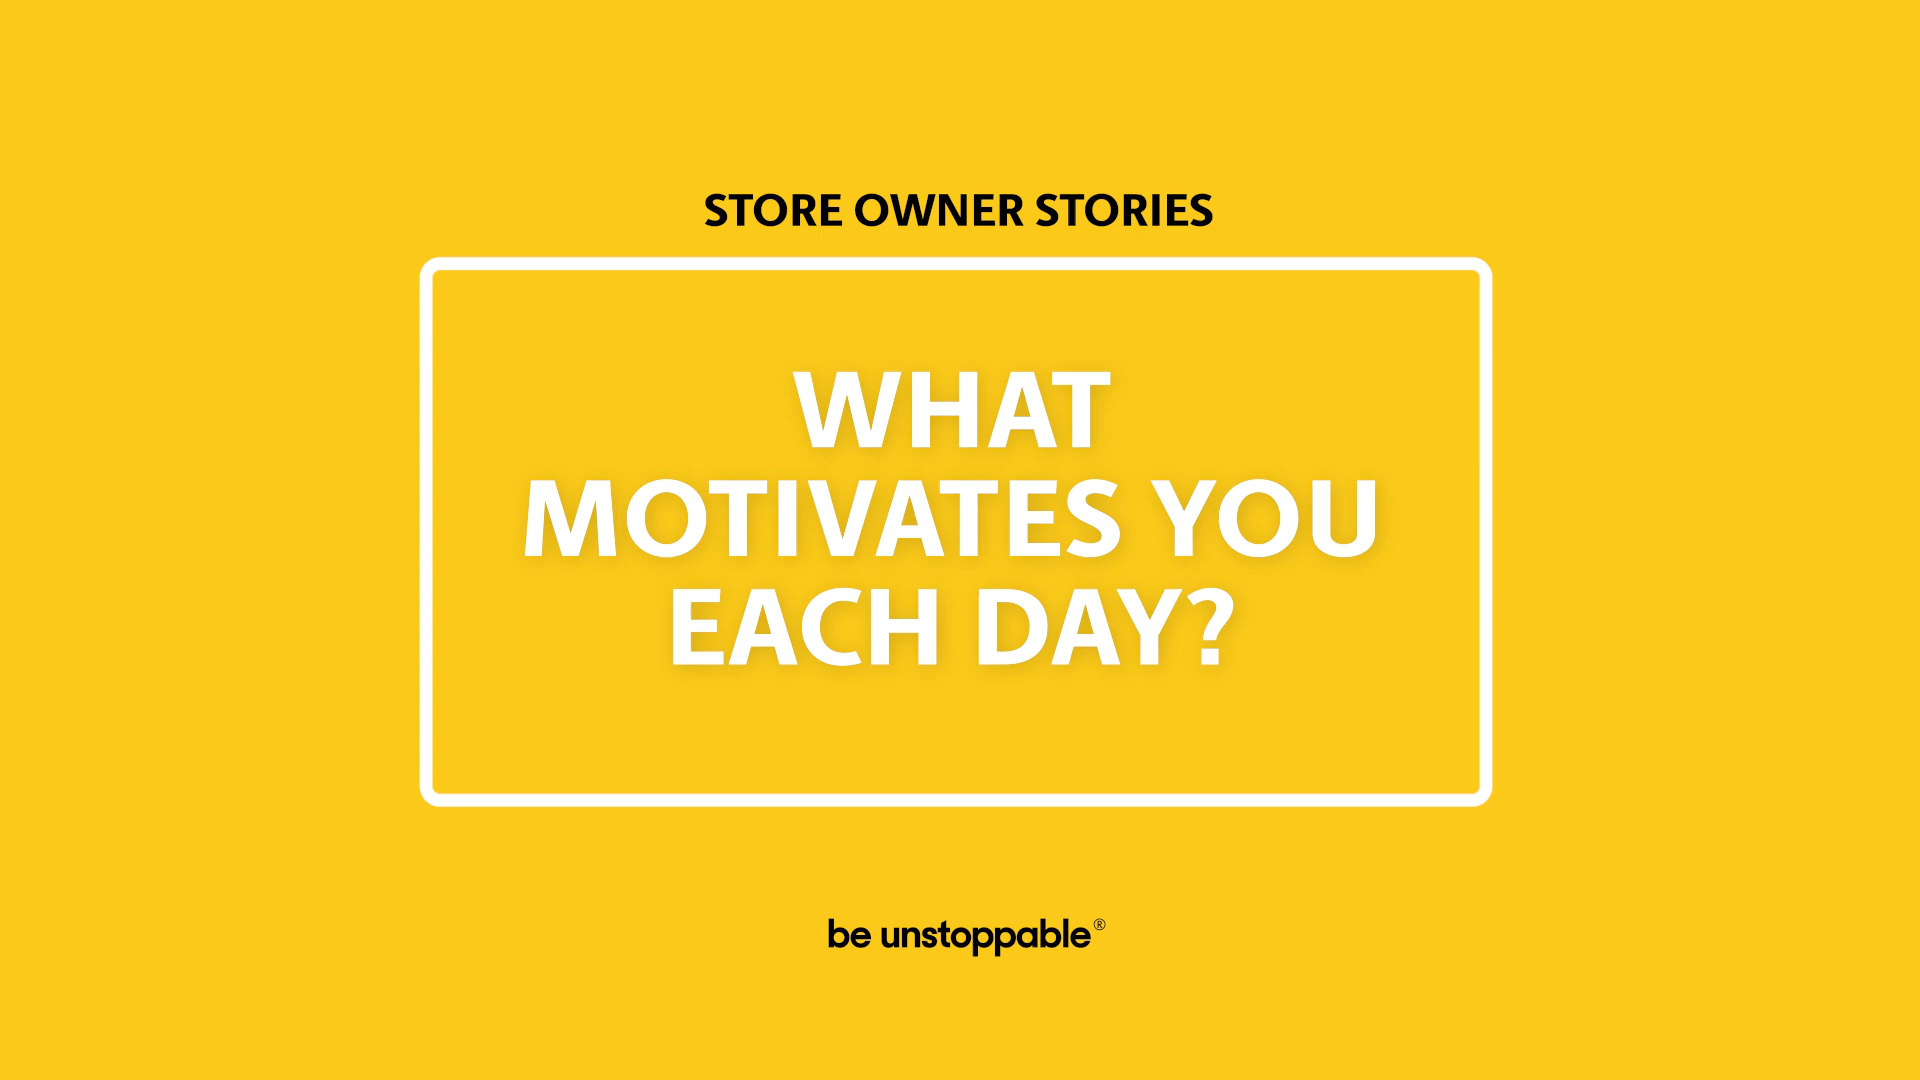 STORE OWNER STORIES
WHAT
MOTIVATES YOU
EACH DAY?
be unstoppable®